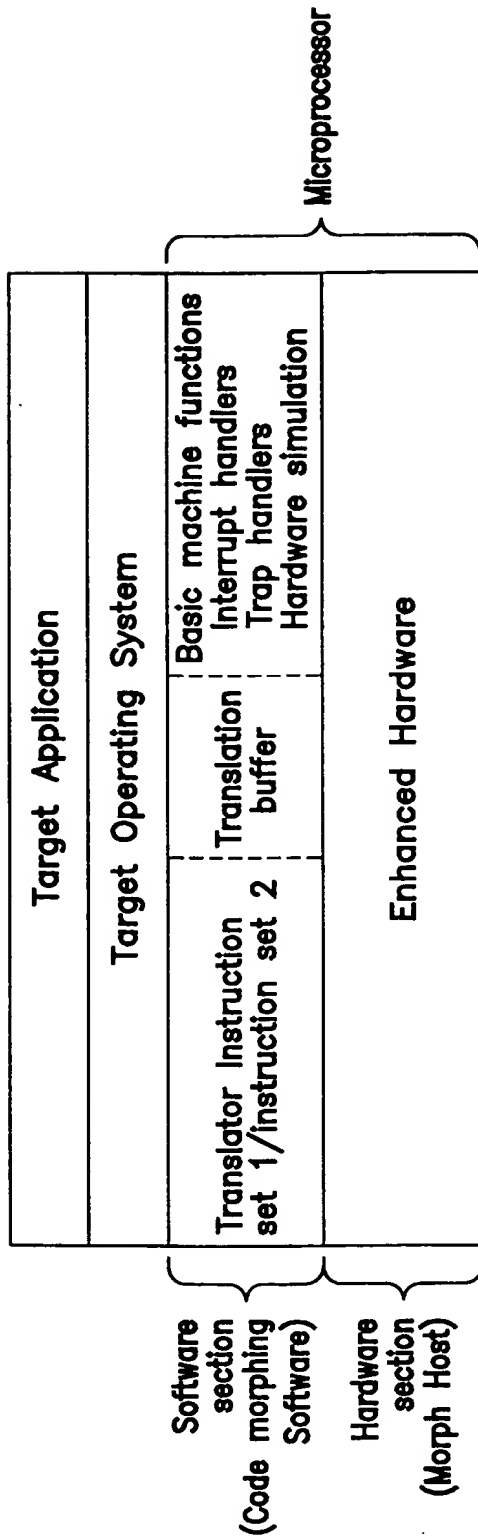 Target Application
Target Operating System
Software
section
(Code morphing
Software)
Translator Instruction
set 1/instruction set 2
Translation
buffer
Basic machine functions
Interrupt handlers
Trap handlers
Hardware simulation
Microprocessor
Hardware
section
(Morph Host)
Enhanced Hardware